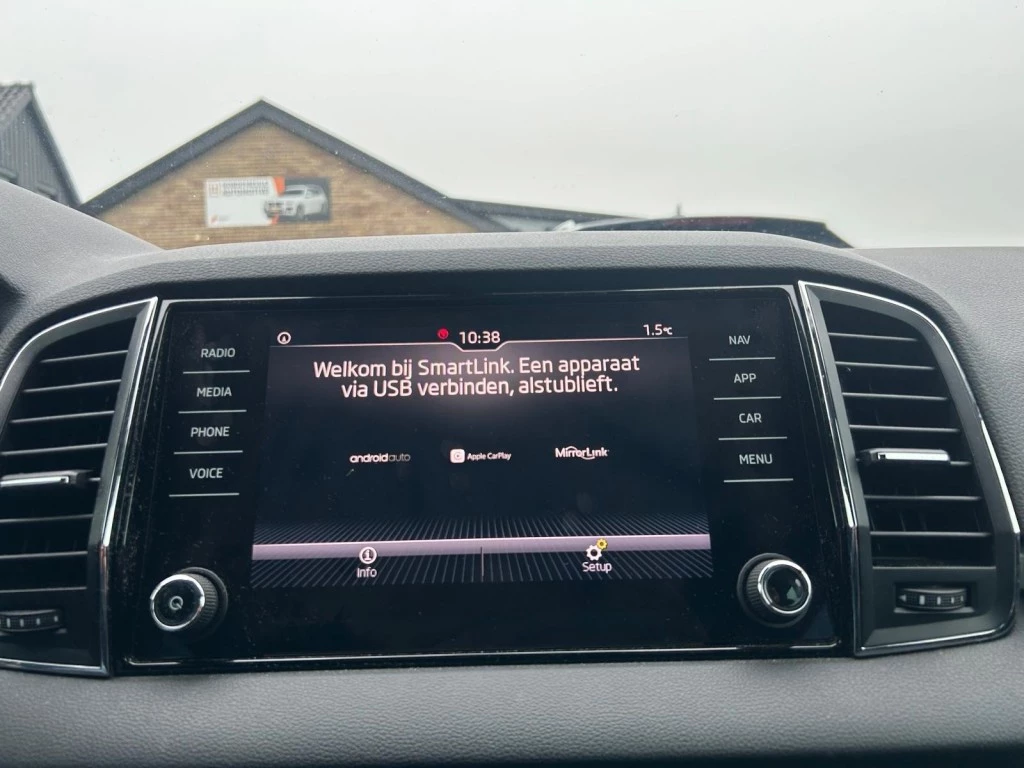 10:38
1.5°C
RADIO
MEDIA
PHONE
VOICE
Welkom bij SmartLink. Een apparaat
via USB verbinden, alstublieft.
androidauto
Apple CarPlay
MirrorLink
Info
Setup
NAV
APP
CAR
MENU